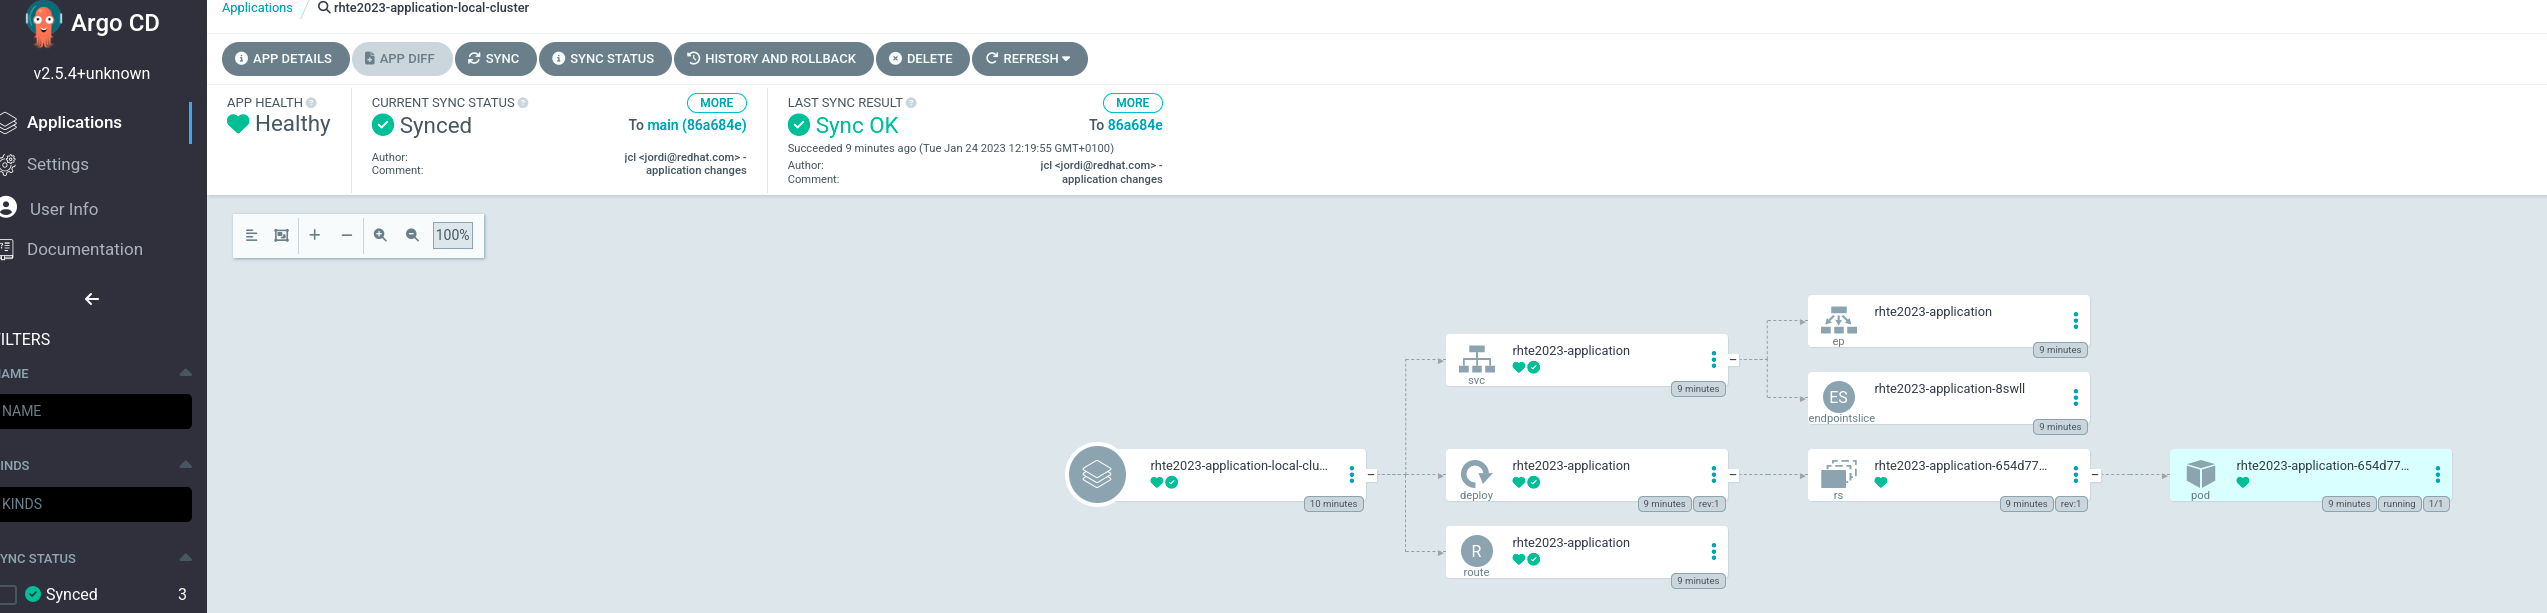 Argo CD
v2.5.4+unknown
Applications
Settings
User Info
Documentation
ILTERS
AME
NAME
INDS
KINDS
YNC STATUS
Synced 3
Applications / rhte2023-application-local-cluster
APP DETAILS APP DIFF SYNC SYNC STATUS HISTORY AND ROLLBACK DELETE REFRESH
APP HEALTH
Healthy
CURRENT SYNC STATUS MORE
Synced To main (86a684e)
Author: jcl <jordi@redhat.com> -
Comment: application changes
LAST SYNC RESULT MORE
Sync OK To 86a684e
Succeeded 9 minutes ago (Tue Jan 24 2023 12:19:55 GMT+0100)
Author: jcl <jordi@redhat.com> -
Comment: application changes
100%
rhte2023-application-local-clu...
10 minutes
rhte2023-application
svc
9 minutes
rhte2023-application
deploy
9 minutes rev:1
R
rhte2023-application
route
9 minutes
rhte2023-application
ep
9 minutes
ES
rhte2023-application-8swll
endpointslice
9 minutes
rhte2023-application-654d77...
rs
9 minutes rev:1
rhte2023-application-654d77...
pod
9 minutes running 1/1